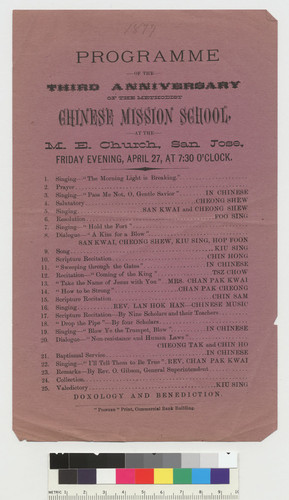 1877
PROGRAMME
OF THE
THIRD ANNIVERSARY
OF THE METHODIST
CHINESE MISSION SCHOOL,
AT THE
M. E. Church, San Jose,
FRIDAY EVENING, APRIL 27, AT 7:30 O'CLOCK.
1. Singing—"The Morning Light is Breaking."
2. Prayer
3. Singing—"Pass Me Not, O, Gentle Savior" IN CHINESE
4. Salutatory CHEONG SHEW
5. Singing SAN KWAI and CHEONG SHEW
6. Recitation FOO SING
7. Singing—"Hold the Fort"
8. Dialogue—"A Kiss for a Blow"
SAN KWAI, CHEONG SHEW, KIU SING, HOP FOON
9. Song KIU SING
10. Scripture Recitation CHIN HONG
11. "Sweeping through the Gates" IN CHINESE
12. Recitation—"Coming of the King" TSZ CHOW
13. "Take the Name of Jesus with You" MRS. CHAN PAK KWAI
14. "How to be Strong" CHAN PAK CHEONG
15. Scripture Recitation CHIN SAM
16. Singing REV. LAN HOK HAN—CHINESE MUSIC
17. Scripture Recitation—By Nine Scholars and their Teachers
18. "Drop the Pipe"—By four Scholars
19. Singing—"Blow Ye the Trumpet, Blow" IN CHINESE
20. Dialogue—"Non-resistance and Human Laws"
CHEONG TAK and CHIN HO
21. Baptismal Service IN CHINESE
22. Singing—"I'll Tell Them to Be True" REV. CHAN PAK KWAI
23. Remarks—By Rev. O. Gibson, General Superintendent
24. Collection
25. Valedictory KIU SING
DOXOLOGY AND BENEDICTION.
"Pioneer" Print, Commercial Bank Building